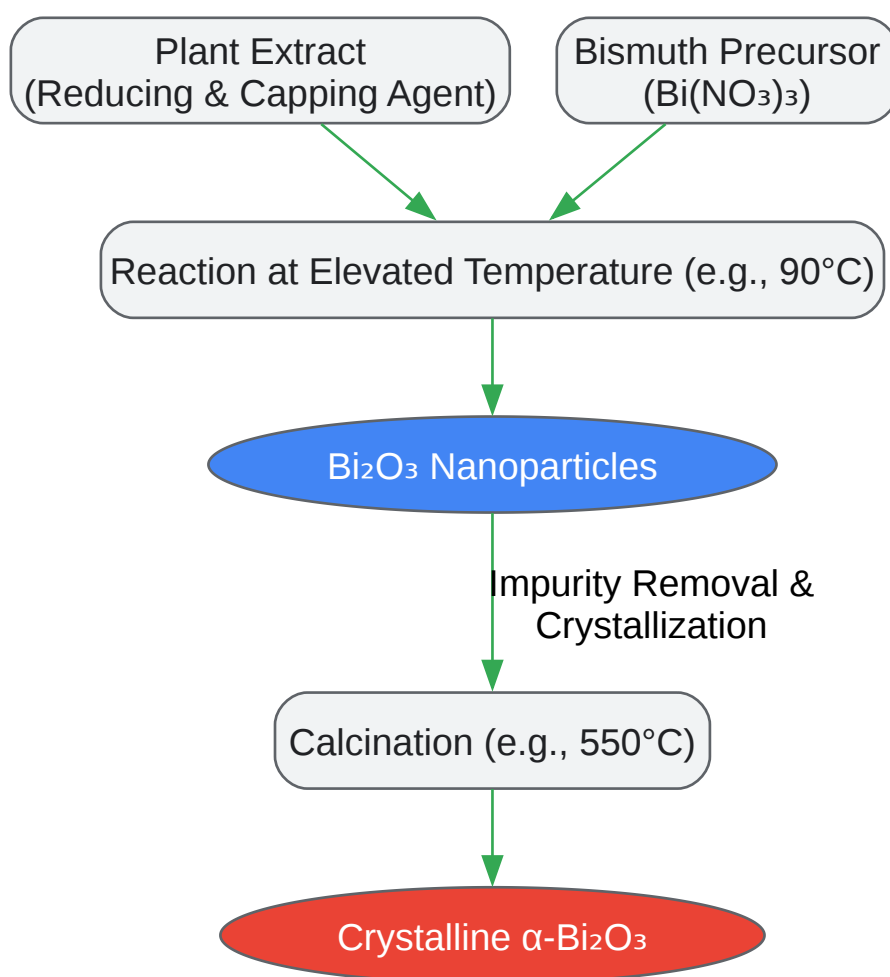 Plant Extract
(Reducing & Capping Agent)
Bismuth Precursor
(Bi(NO₃)₃)
Reaction at Elevated Temperature (e.g., 90°C)
Bi₂O₃ Nanoparticles
Impurity Removal &
Crystallization
Calcination (e.g., 550°C)
Crystalline α-Bi₂O₃